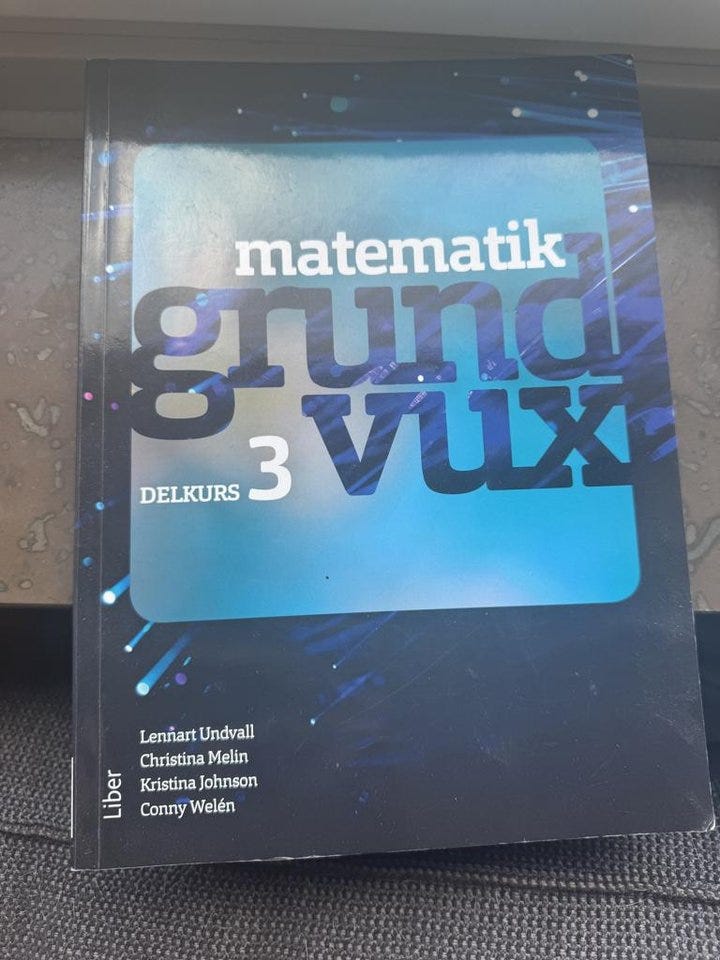 matematik
grund
vux
DELKURS 3
Lennart Undvall
Christina Melin
Kristina Johnson
Conny Welén
Liber